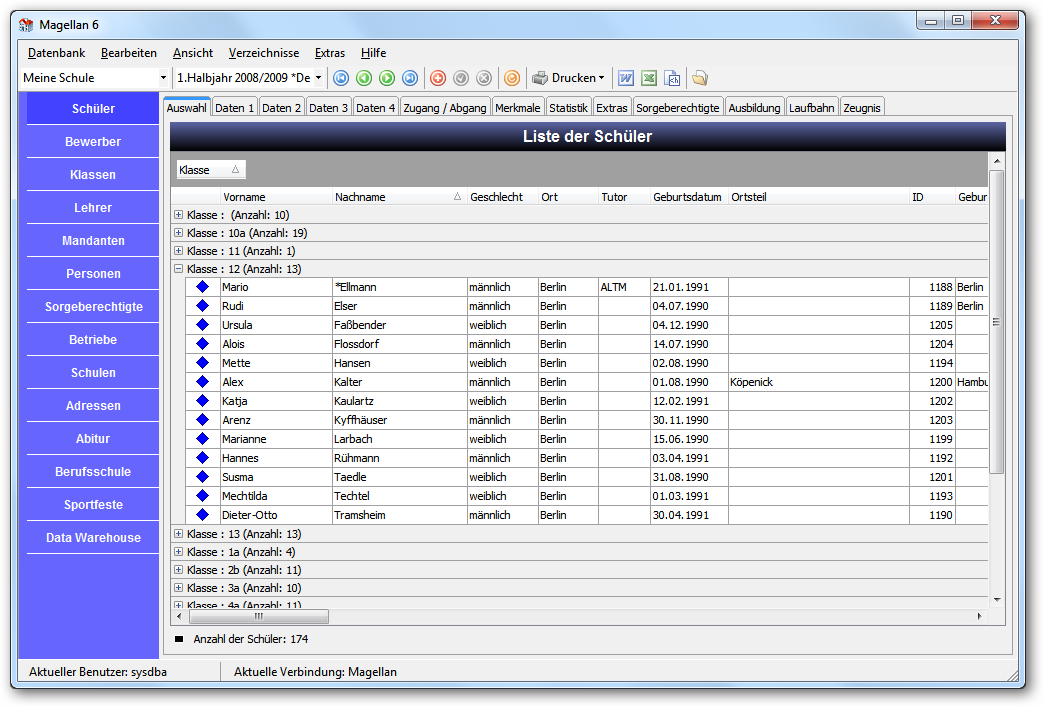 Magellan 6
Datenbank Bearbeiten Ansicht Verzeichnisse Extras Hilfe
Meine Schule 1.Halbjahr 2008/2009 *De Drucken
Schüler
Bewerber
Klassen
Lehrer
Mandanten
Personen
Sorgeberechtigte
Betriebe
Schulen
Adressen
Abitur
Berufsschule
Sportfeste
Data Warehouse
Auswahl Daten 1 Daten 2 Daten 3 Daten 4 Zugang / Abgang Merkmale Statistik Extras Sorgeberechtigte Ausbildung Laufbahn Zeugnis
Liste der Schüler
Klasse
Vorname Nachname Geschlecht Ort Tutor Geburtsdatum Ortsteil ID Gebur
Klasse : (Anzahl: 10)
Klasse : 10a (Anzahl: 19)
Klasse : 11 (Anzahl: 1)
Klasse : 12 (Anzahl: 13)
Mario *Ellmann männlich Berlin ALTM 21.01.1991 1188 Berlin
Rudi Elser männlich Berlin 04.07.1990 1189 Berlin
Ursula Faßbender weiblich Berlin 04.12.1990 1205
Alois Flossdorf männlich Berlin 14.07.1990 1204
Mette Hansen weiblich Berlin 02.08.1990 1194
Alex Kalter männlich Berlin 01.08.1990 Köpenick 1200 Hambu
Katja Kaulartz weiblich Berlin 12.02.1991 1202
Arenz Kyffhäuser männlich Berlin 30.11.1990 1203
Marianne Larbach weiblich Berlin 15.06.1990 1199
Hannes Rühmann männlich Berlin 03.04.1991 1192
Susma Taedle weiblich Berlin 31.08.1990 1201
Mechtilda Techtel weiblich Berlin 01.03.1991 1193
Dieter-Otto Tramsheim männlich Berlin 30.04.1991 1190
Klasse : 13 (Anzahl: 13)
Klasse : 1a (Anzahl: 4)
Klasse : 2b (Anzahl: 11)
Klasse : 3a (Anzahl: 10)
Klasse : 4a (Anzahl: 11)
Anzahl der Schüler: 174
Aktueller Benutzer: sysdba Aktuelle Verbindung: Magellan